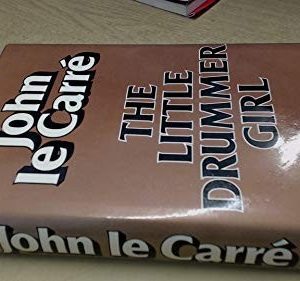 John
le Carré
THE
LITTLE
DRUMMER
GIRL
John le Carré